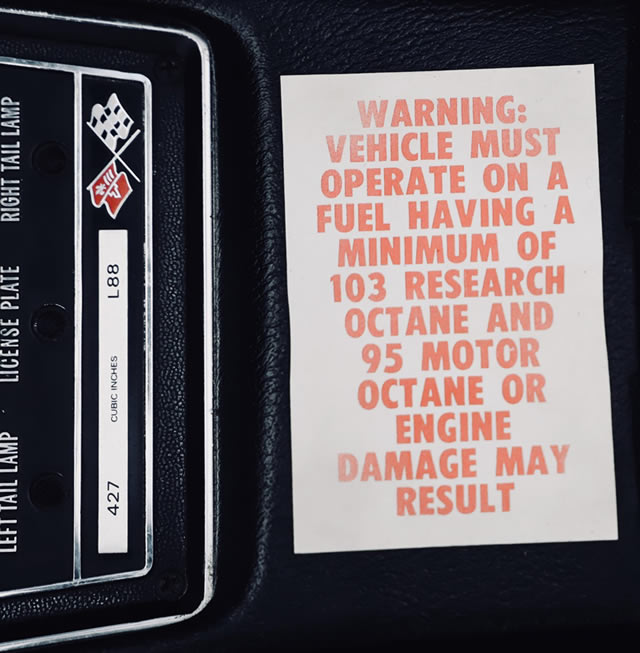 RIGHT TAIL LAMP
LICENSE PLATE
LEFT TAIL LAMP
427 CUBIC INCHES L88
WARNING:
VEHICLE MUST
OPERATE ON A
FUEL HAVING A
MINIMUM OF
103 RESEARCH
OCTANE AND
95 MOTOR
OCTANE OR
ENGINE
DAMAGE MAY
RESULT